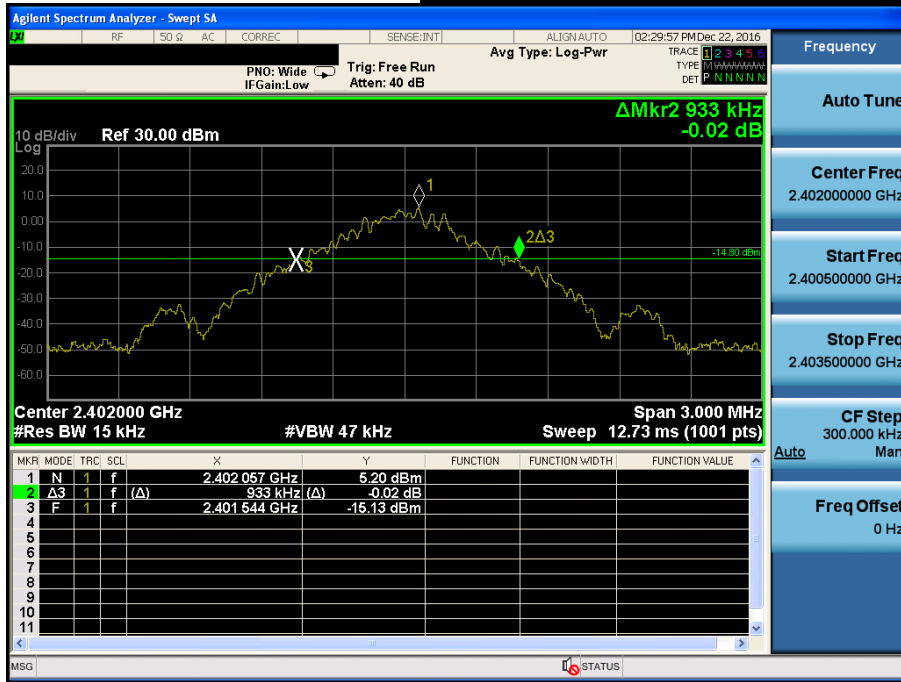 Agilent Spectrum Analyzer - Swept SA
LXI RF 50 Ω AC CORREC SENSE:INT ALIGN AUTO 02:29:57 PM Dec 22, 2016
Avg Type: Log-Pwr
TRACE 1 2 3 4 5 6
TYPE M
DET P N N N N N
PNO: Wide
IFGain:Low
Trig: Free Run
Atten: 40 dB
ΔMkr2 933 kHz
-0.02 dB
10 dB/div Ref 30.00 dBm
Log
20.0
10.0
0.00
-10.0
-20.0
-30.0
-40.0
-50.0
-60.0
1
2Δ3
3
-14.80 dBm
Center 2.402000 GHz Span 3.000 MHz
#Res BW 15 kHz #VBW 47 kHz Sweep 12.73 ms (1001 pts)
MKR MODE TRC SCL X Y FUNCTION FUNCTION WIDTH FUNCTION VALUE
1 N 1 f 2.402 057 GHz 5.20 dBm
2 Δ3 1 f (Δ) 933 kHz (Δ) -0.02 dB
3 F 1 f 2.401 544 GHz -15.13 dBm
4
5
6
7
8
9
10
11
MSG STATUS
Frequency
Auto Tune
Center Freq
2.402000000 GHz
Start Freq
2.400500000 GHz
Stop Freq
2.403500000 GHz
CF Step
300.000 kHz
Auto Man
Freq Offset
0 Hz